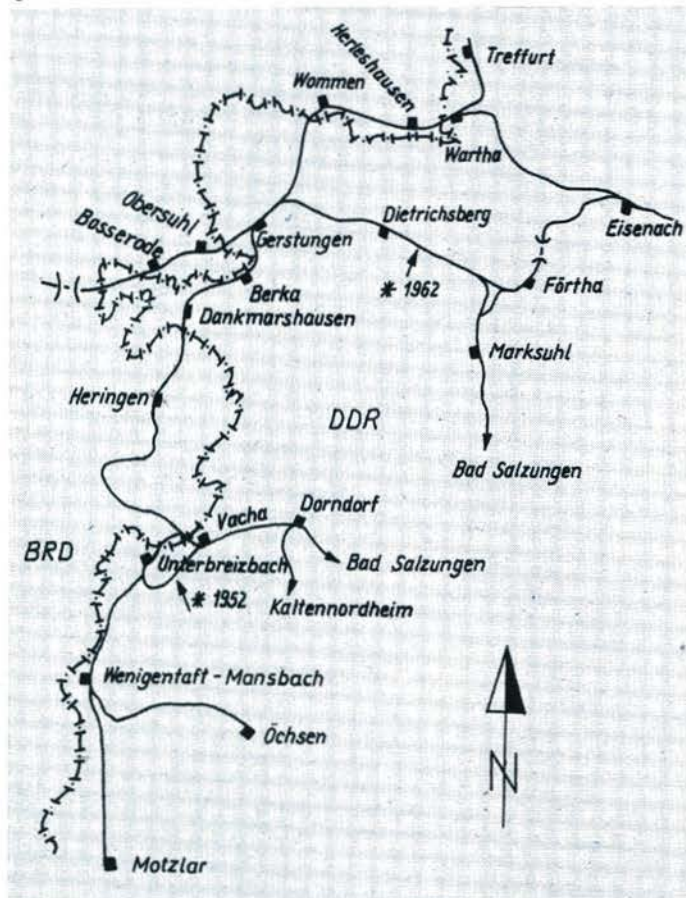 Treffurt
Herleshausen
Wommen
Wartha
Obersuhl
Bosserode
Dietrichsberg
Gerstungen
Eisenach
Berka
* 1962
Förtha
Dankmarshausen
Marksuhl
Heringen
DDR
Bad Salzungen
Dorndorf
Vacha
BRD
Unterbreizbach
Bad Salzungen
* 1952
Kaltennordheim
Wenigentaft-Mansbach
Öchsen
N
Motzlar